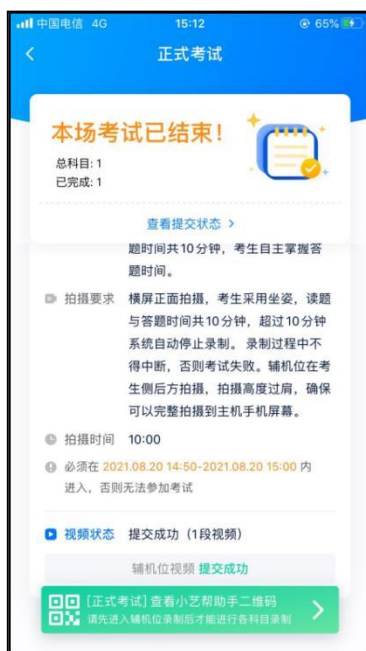 中国电信 4G 15:12 65%
正式考试
本场考试已结束！
总科目: 1
已完成: 1
查看提交状态 >
题时间共10分钟，考生自主掌握答
题时间。
拍摄要求 横屏正面拍摄，考生采用坐姿，读题
与答题时间共10分钟，超过10分钟
系统自动停止录制。 录制过程中不
得中断，否则考试失败。辅机位在考
生侧后方拍摄，拍摄高度过肩，确保
可以完整拍摄到主机手机屏幕。
拍摄时间 10:00
必须在 2021.08.20 14:50-2021.08.20 15:00 内
进入，否则无法参加考试
视频状态 提交成功（1段视频）
辅机位视频 提交成功
[正式考试] 查看小艺帮助手二维码
请先进入辅机位录制后才能进行各科目录制